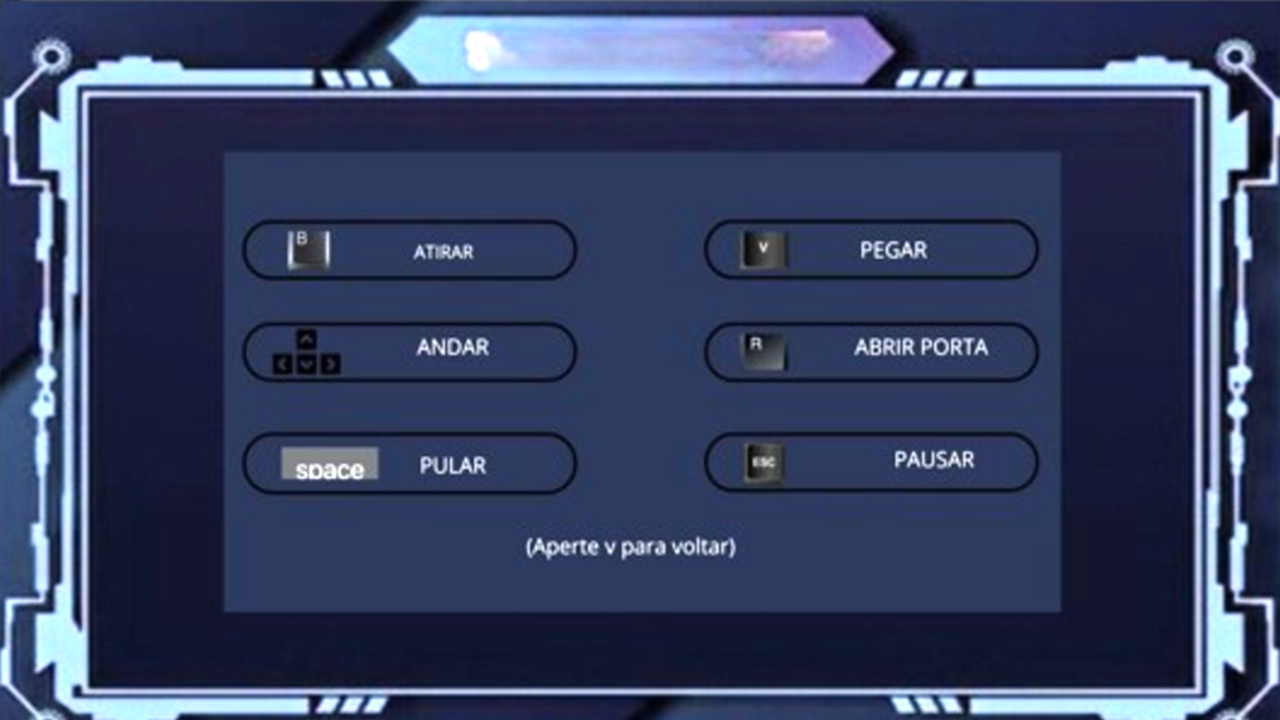 B ATIRAR
V PEGAR
ANDAR
R ABRIR PORTA
space PULAR
ESC PAUSAR
(Aperte v para voltar)